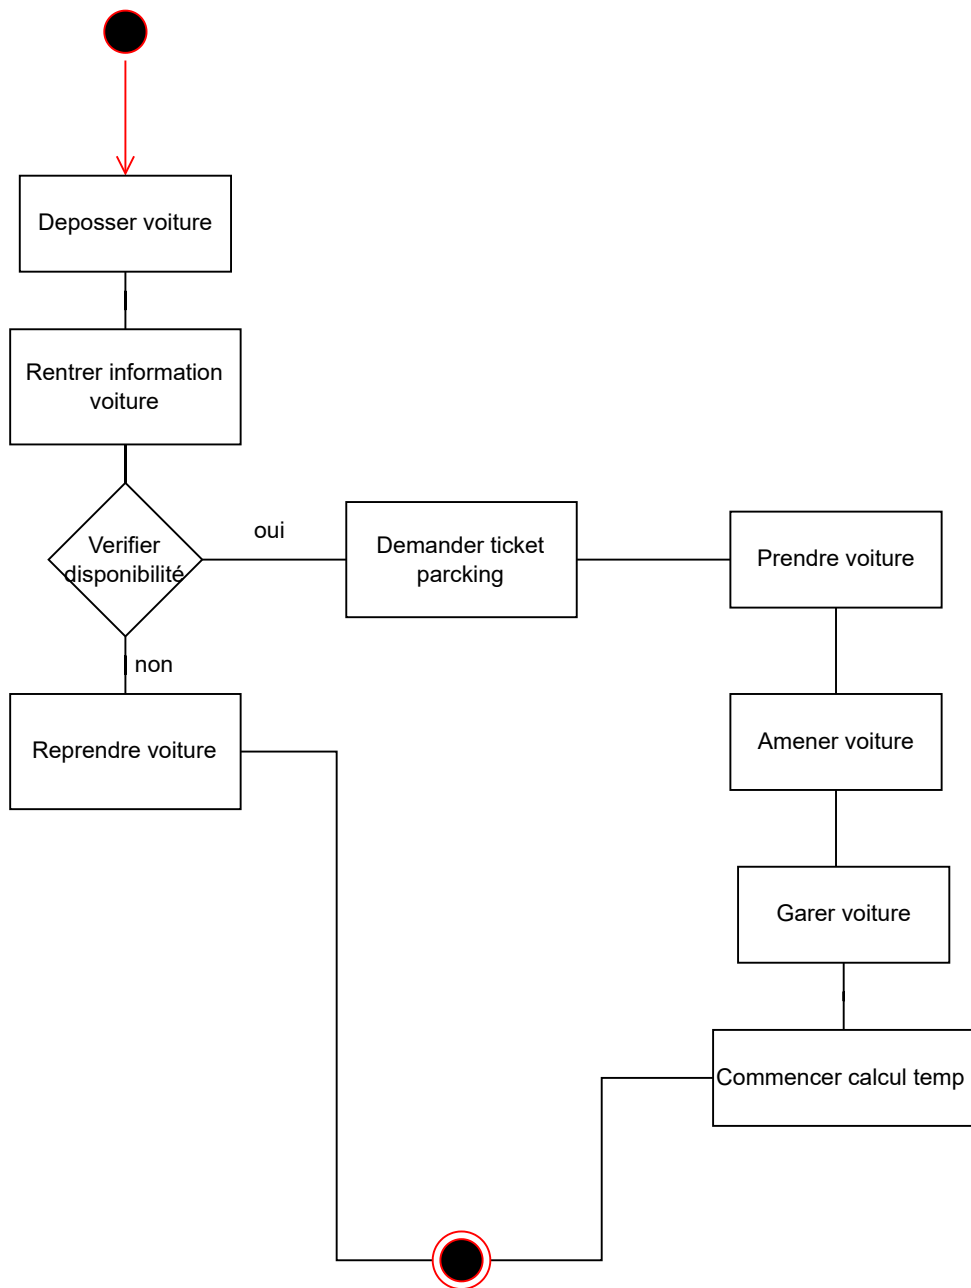 Deposser voiture
Rentrer information
voiture
Verifier
disponibilité
oui
Demander ticket
parcking
Prendre voiture
non
Reprendre voiture
Amener voiture
Garer voiture
Commencer calcul temp